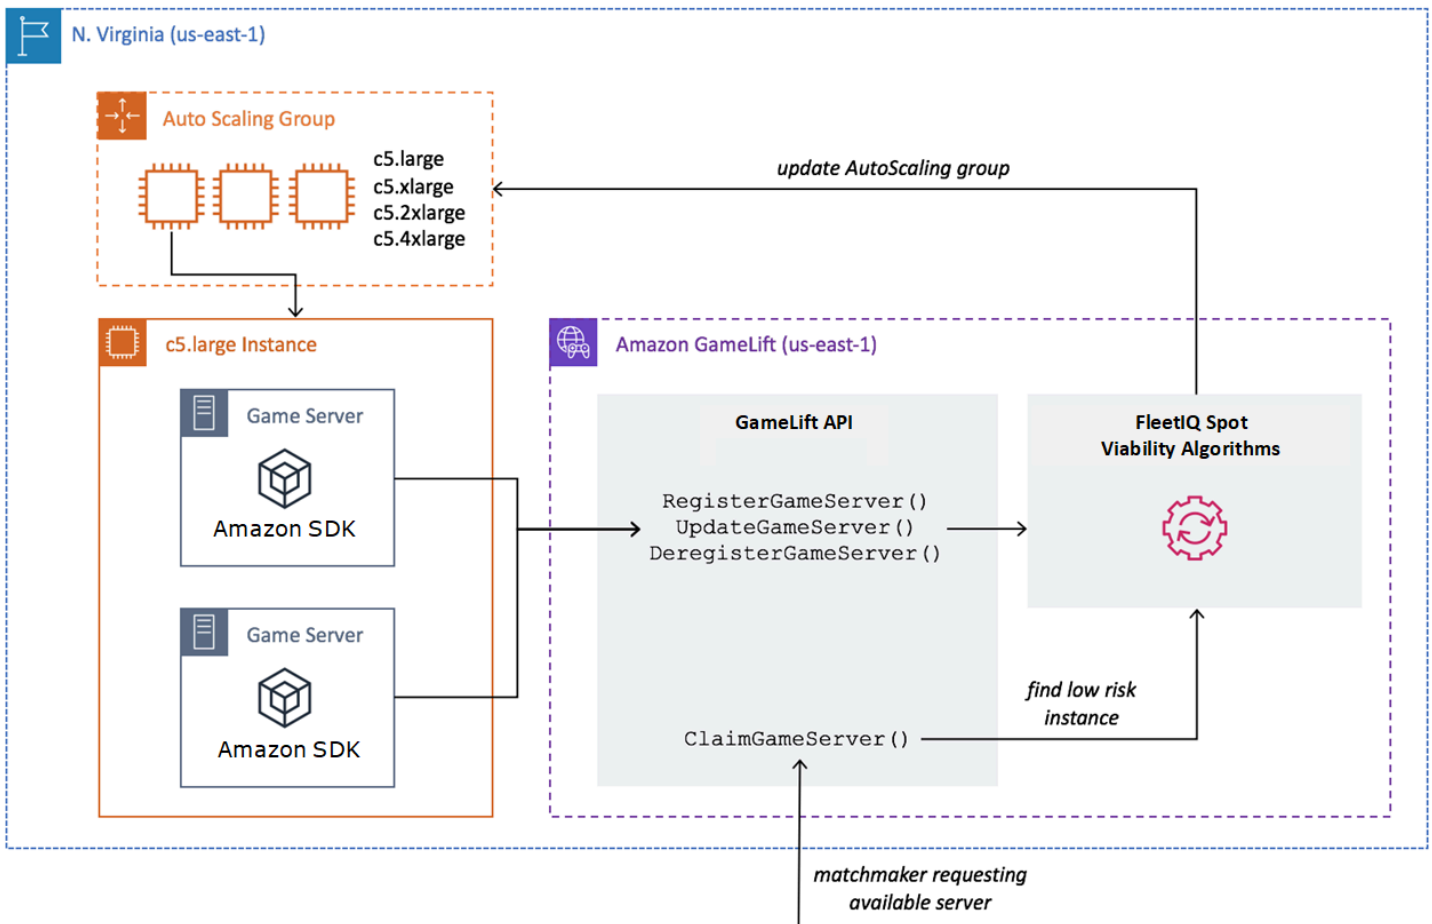 N. Virginia (us-east-1)
Auto Scaling Group
c5.large
c5.xlarge
c5.2xlarge
c5.4xlarge
update AutoScaling group
c5.large Instance
Game Server
Amazon SDK
Game Server
Amazon SDK
Amazon GameLift (us-east-1)
GameLift API
RegisterGameServer()
UpdateGameServer()
DeregisterGameServer()
ClaimGameServer()
FleetIQ Spot
Viability Algorithms
find low risk
instance
matchmaker requesting
available server